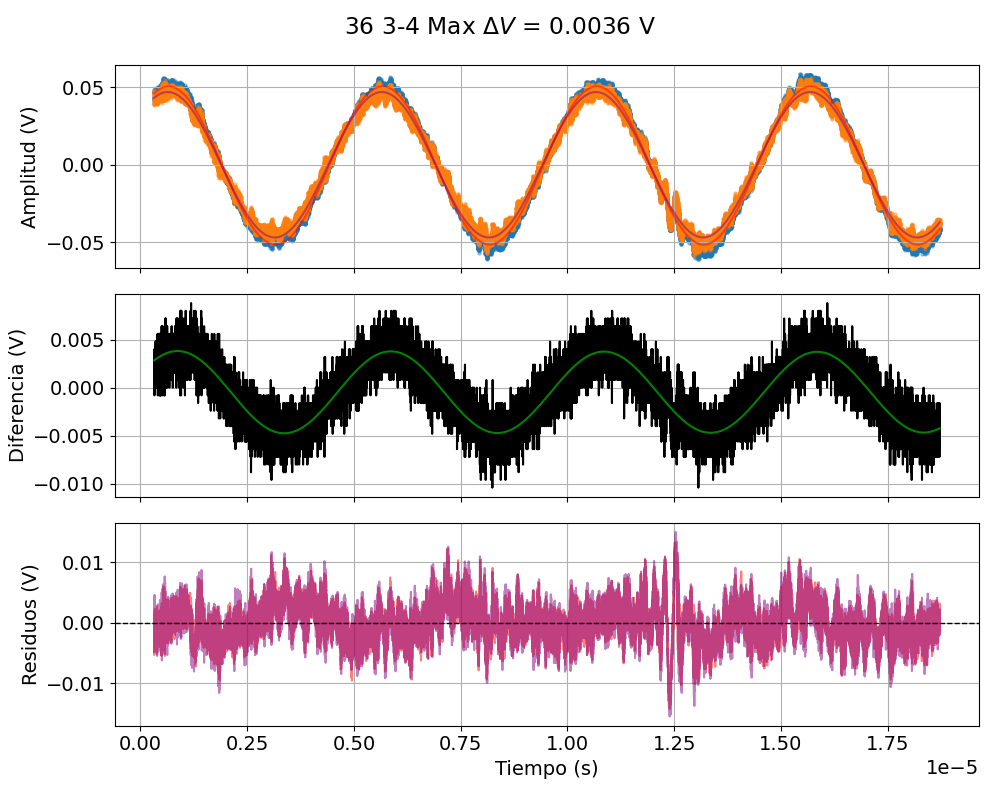 36 3-4 Max ΔV = 0.0036 V
0.05
0.00
−0.05
Amplitud (V)
0.005
0.000
−0.005
−0.010
Diferencia (V)
0.01
0.00
−0.01
Residuos (V)
0.00 0.25 0.50 0.75 1.00 1.25 1.50 1.75
1e−5
Tiempo (s)